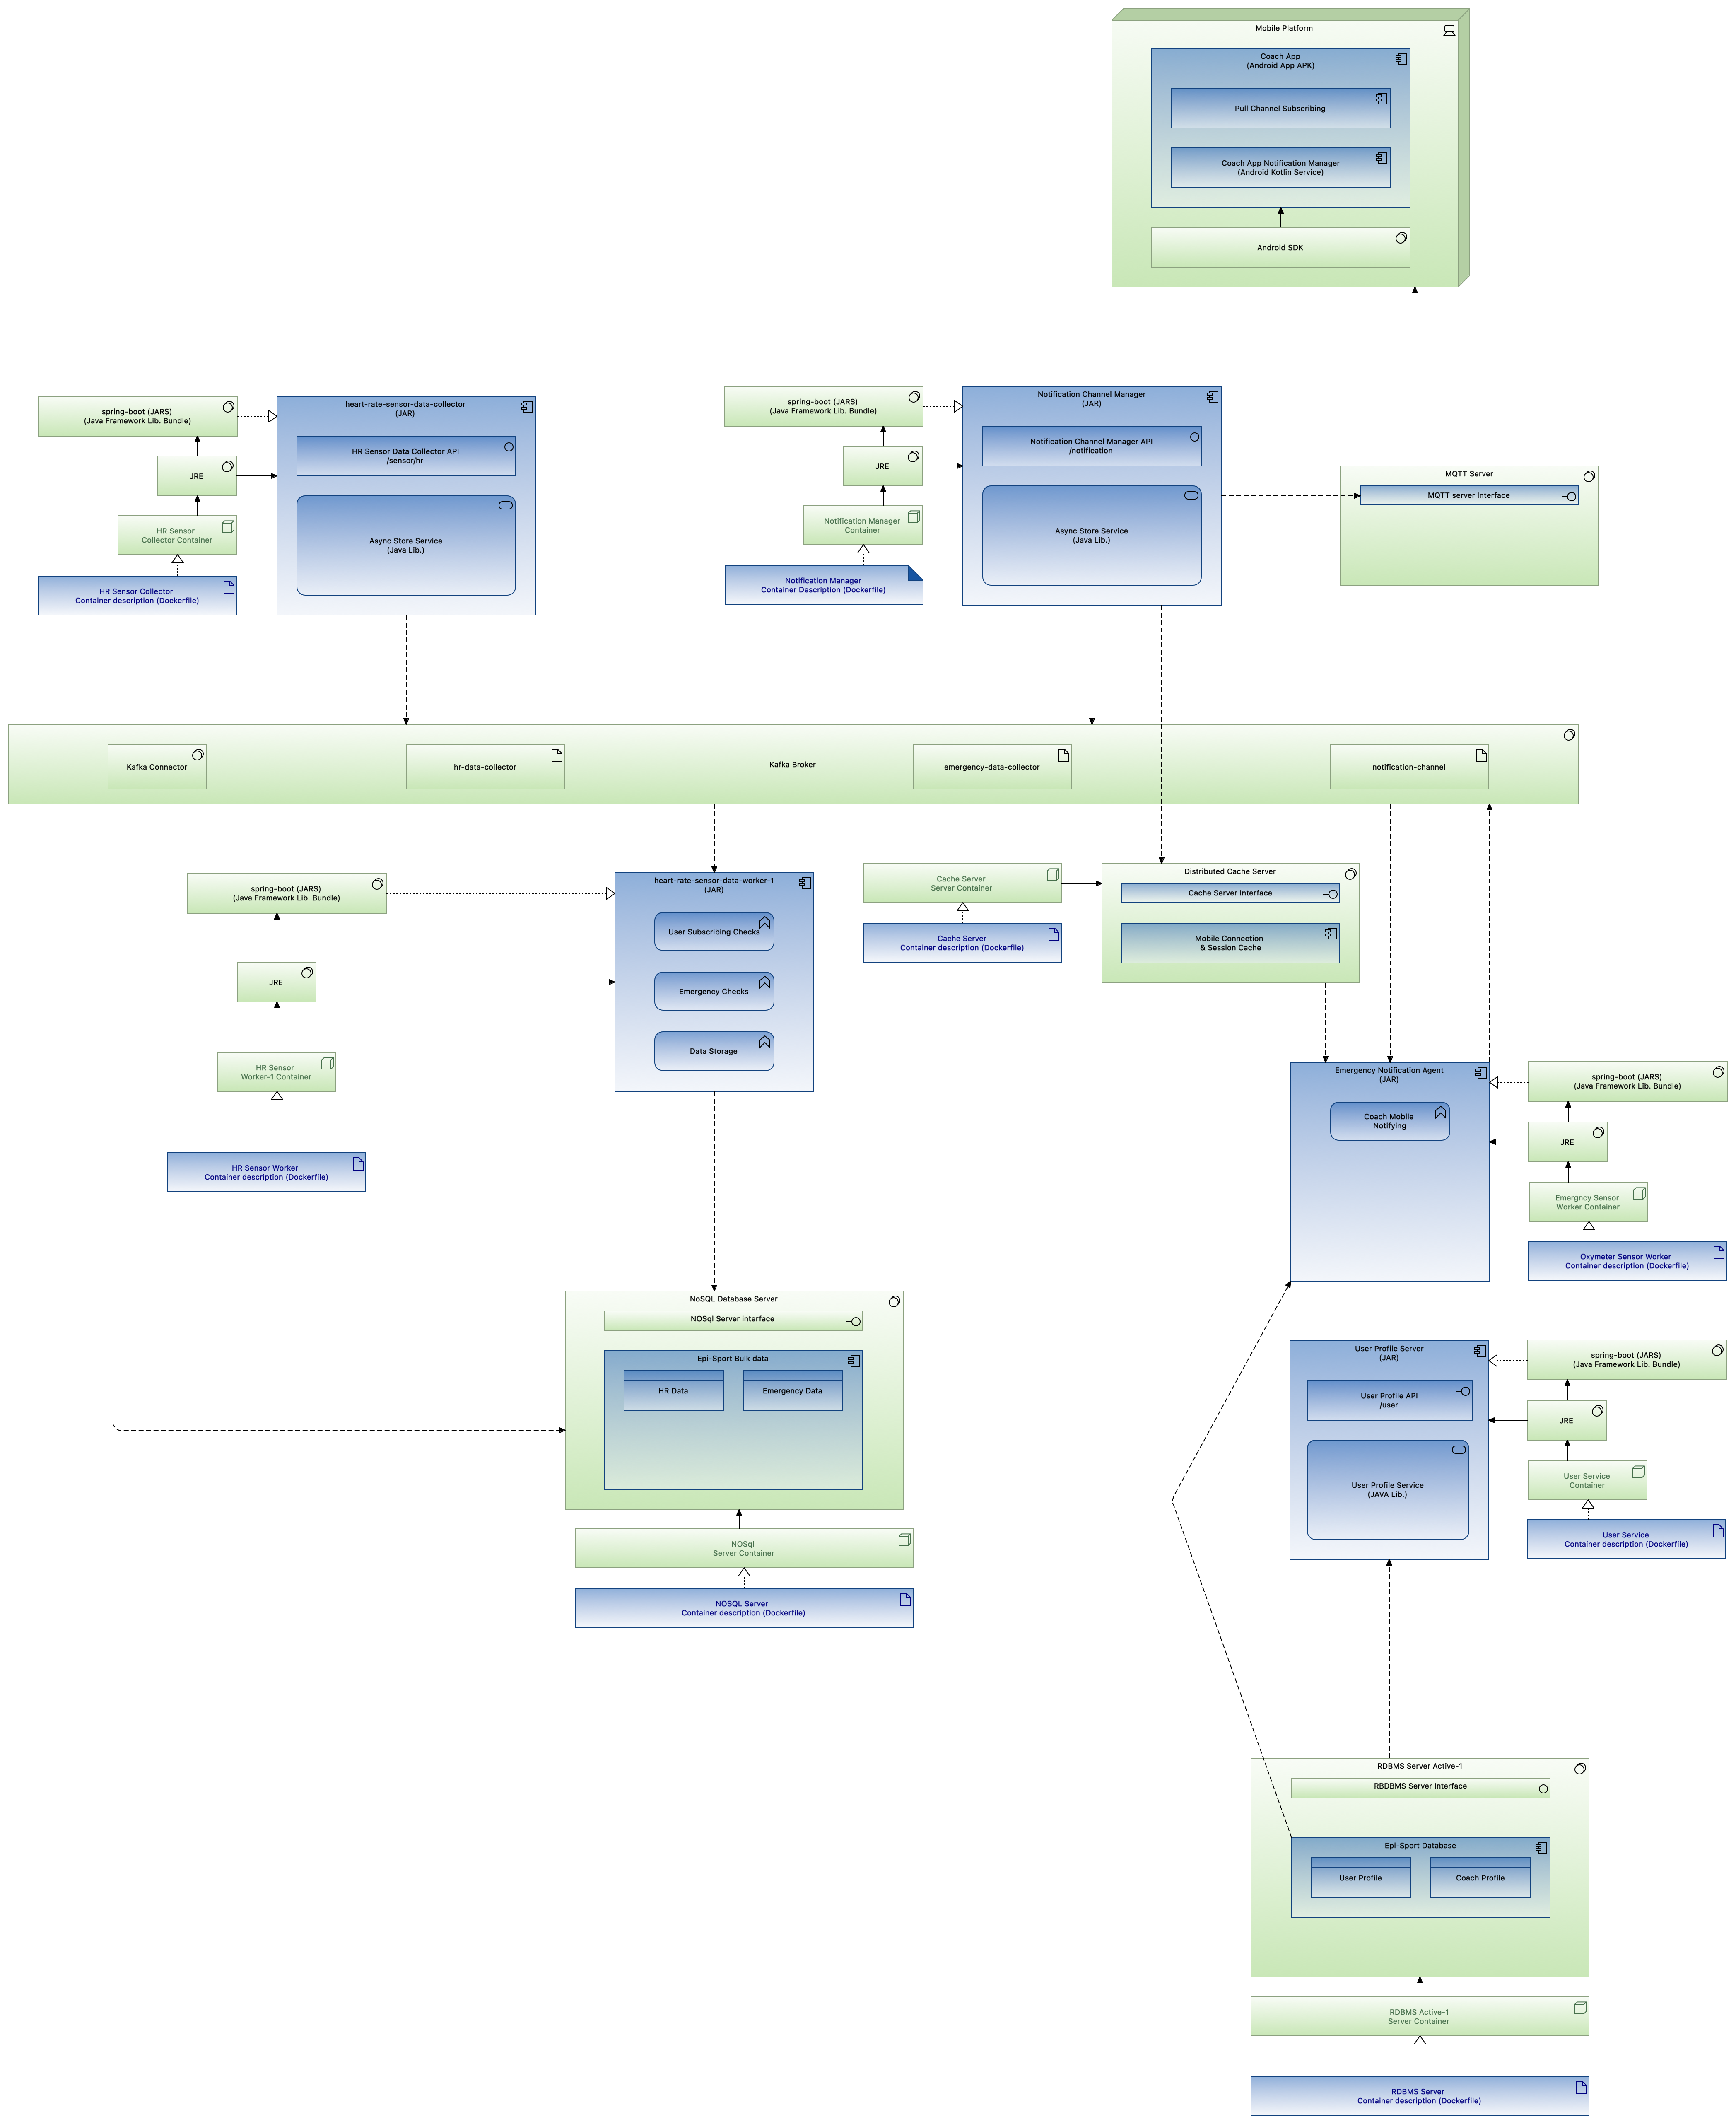 Mobile Platform
Coach App
(Android App APK)
Pull Channel Subscribing
Coach App Notification Manager
(Android Kotlin Service)
Android SDK
spring-boot (JARS)
(Java Framework Lib. Bundle)
JRE
HR Sensor
Collector Container
HR Sensor Collector
Container description (Dockerfile)
heart-rate-sensor-data-collector
(JAR)
HR Sensor Data Collector API
/sensor/hr
Async Store Service
(Java Lib.)
spring-boot (JARS)
(Java Framework Lib. Bundle)
JRE
Notification Manager
Container
Notification Manager
Container Description (Dockerfile)
Notification Channel Manager
(JAR)
Notification Channel Manager API
/notification
Async Store Service
(Java Lib.)
MQTT Server
MQTT server Interface
Kafka Connector
hr-data-collector
Kafka Broker
emergency-data-collector
notification-channel
spring-boot (JARS)
(Java Framework Lib. Bundle)
JRE
HR Sensor
Worker-1 Container
HR Sensor Worker
Container description (Dockerfile)
heart-rate-sensor-data-worker-1
(JAR)
User Subscribing Checks
Emergency Checks
Data Storage
Cache Server
Server Container
Cache Server
Container description (Dockerfile)
Distributed Cache Server
Cache Server Interface
Mobile Connection
& Session Cache
Emergency Notification Agent
(JAR)
Coach Mobile
Notifying
spring-boot (JARS)
(Java Framework Lib. Bundle)
JRE
Emergncy Sensor
Worker Container
Oxymeter Sensor Worker
Container description (Dockerfile)
NoSQL Database Server
NOSql Server interface
Epi-Sport Bulk data
HR Data
Emergency Data
NOSql
Server Container
NOSQL Server
Container description (Dockerfile)
User Profile Server
(JAR)
User Profile API
/user
User Profile Service
(JAVA Lib.)
spring-boot (JARS)
(Java Framework Lib. Bundle)
JRE
User Service
Container
User Service
Container description (Dockerfile)
RDBMS Server Active-1
RBDBMS Server Interface
Epi-Sport Database
User Profile
Coach Profile
RDBMS Active-1
Server Container
RDBMS Server
Container description (Dockerfile)